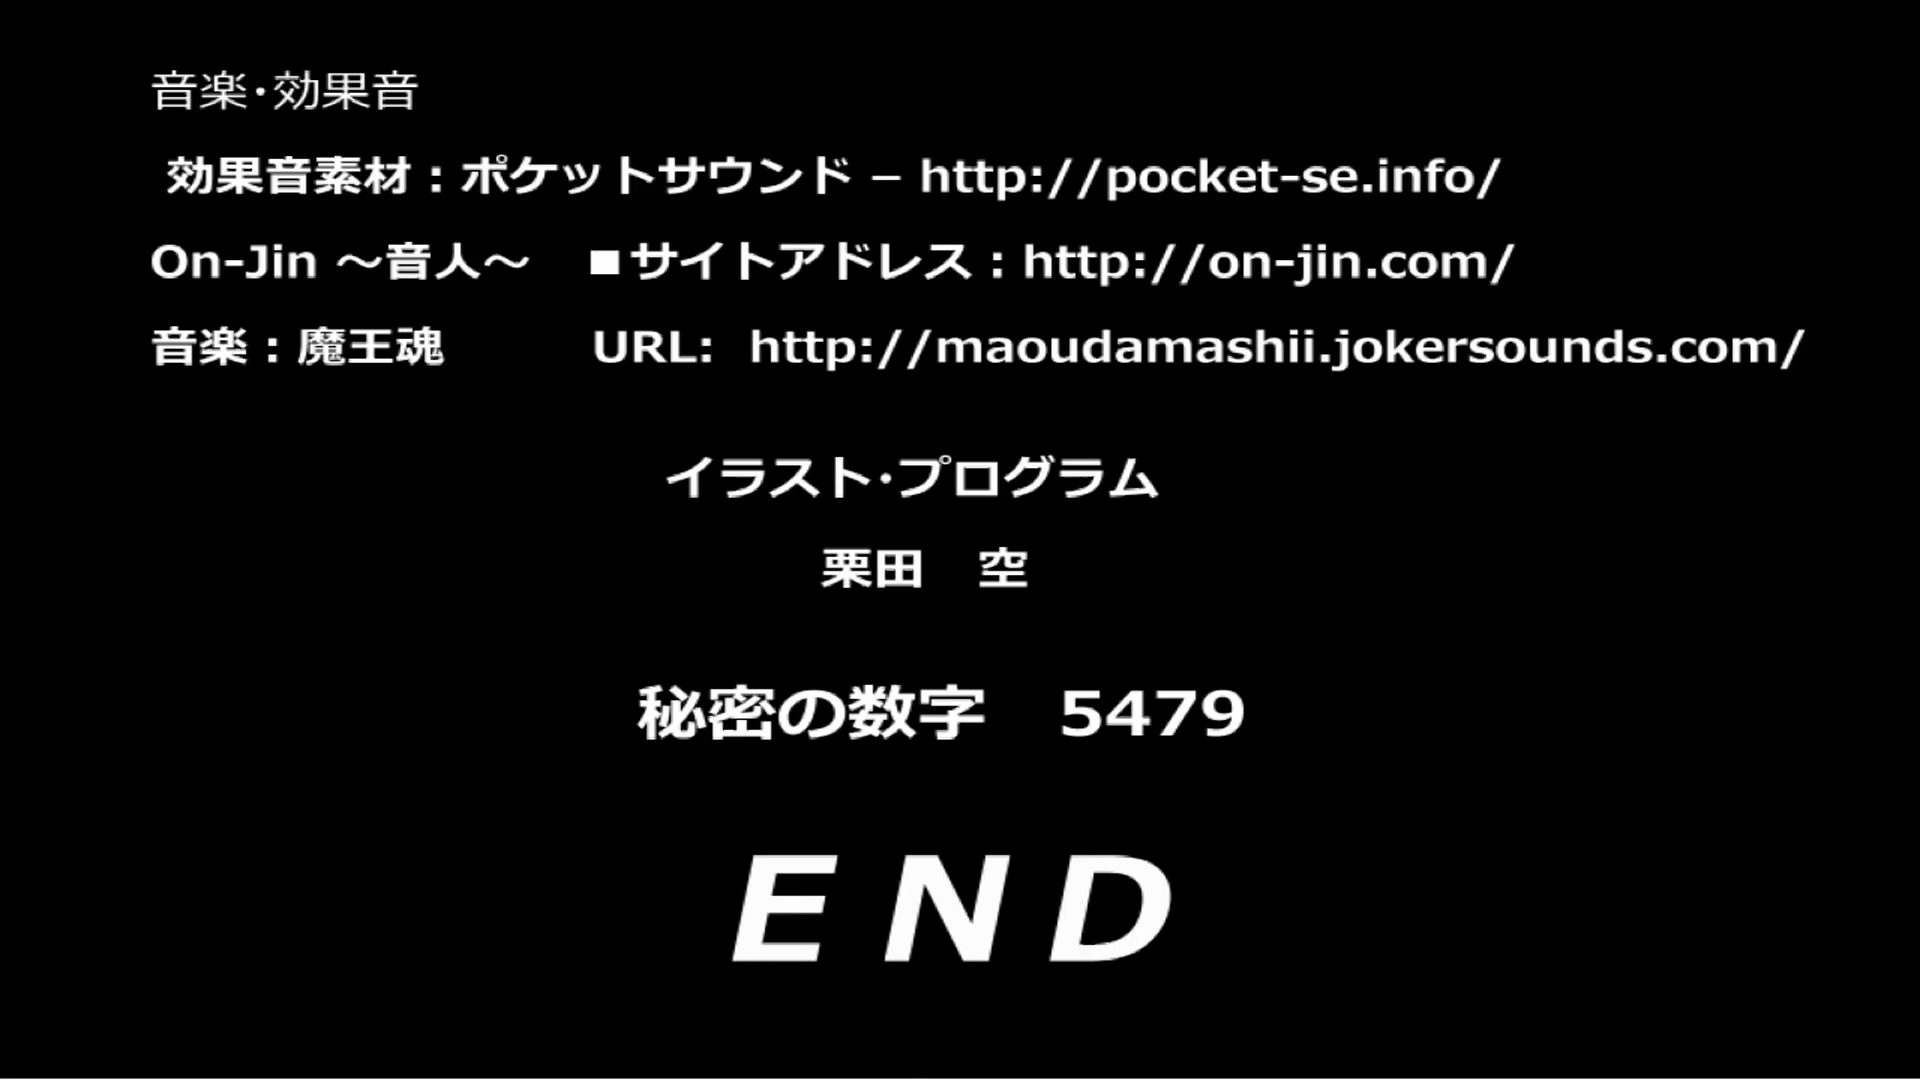 音楽･効果音
効果音素材：ポケットサウンド – http://pocket-se.info/
On-Jin ～音人～　■サイトアドレス：http://on-jin.com/
音楽：魔王魂　　　URL:  http://maoudamashii.jokersounds.com/
イラスト･プログラム
栗田　空
秘密の数字　5479
E N D